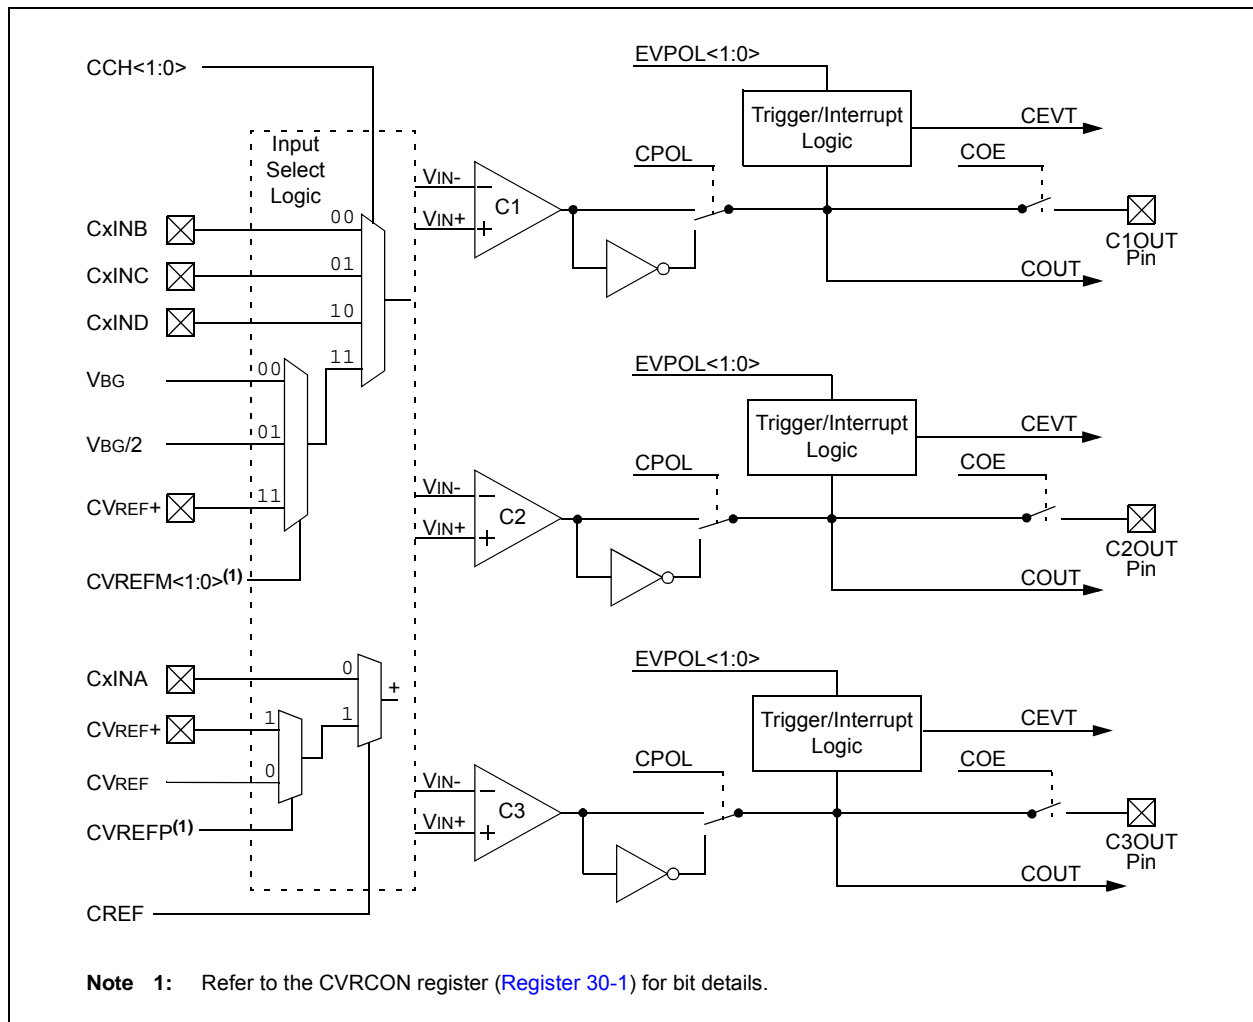 CCH<1:0>
Input
Select
Logic
CxINB
00
CxINC
01
CxIND
10
11
VBG
00
VBG/2
01
CVREF+
11
CVREFM<1:0>(1)
CxINA
0
+
CVREF+
1
1
CVREF
0
CVREFP(1)
CREF
EVPOL<1:0>
Trigger/Interrupt
Logic
CEVT
CPOL
COE
VIN-
VIN+
−
+
C1
C1OUT
Pin
COUT
EVPOL<1:0>
Trigger/Interrupt
Logic
CEVT
CPOL
COE
VIN-
VIN+
−
+
C2
C2OUT
Pin
COUT
EVPOL<1:0>
Trigger/Interrupt
Logic
CEVT
CPOL
COE
VIN-
VIN+
−
+
C3
C3OUT
Pin
COUT
Note 1: Refer to the CVRCON register (Register 30-1) for bit details.